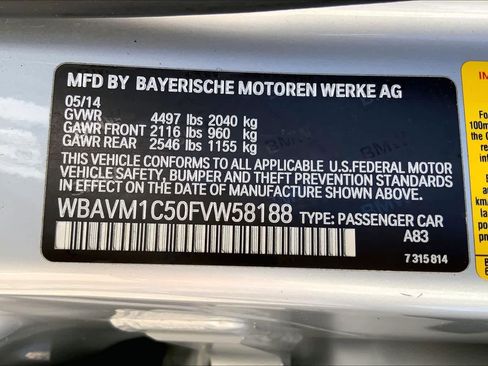 MFD BY BAYERISCHE MOTOREN WERKE AG
05/14
GVWR 4497 lbs 2040 kg
GAWR FRONT 2116 lbs 960 kg
GAWR REAR 2546 lbs 1155 kg
THIS VEHICLE CONFORMS TO ALL APPLICABLE U.S.FEDERAL MOTOR
VEHICLE SAFETY, BUMPER AND THEFT PREVENTION STANDARDS
IN EFFECT ON THE DATE OF MANUFACTURE SHOWN ABOVE.
WBAVM1C50FVW58188 TYPE: PASSENGER CAR
A83
7 315 814